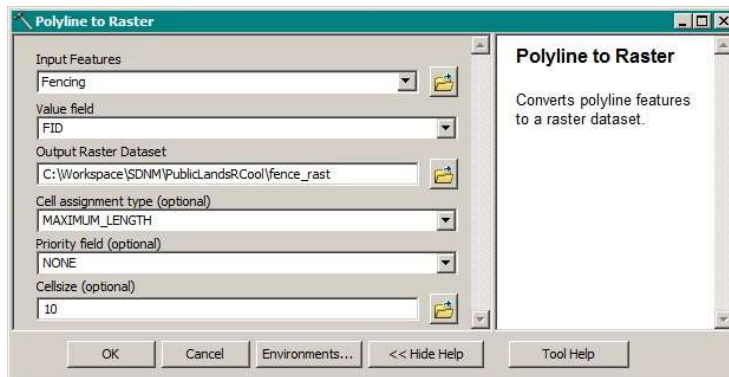 Polyline to Raster
Input Features
Fencing
Value field
FID
Output Raster Dataset
C:\Workspace\SDNM\PublicLandsRCool\fence_rast
Cell assignment type (optional)
MAXIMUM_LENGTH
Priority field (optional)
NONE
Cellsize (optional)
10
Polyline to Raster
Converts polyline features
to a raster dataset.
OK
Cancel
Environments...
<< Hide Help
Tool Help